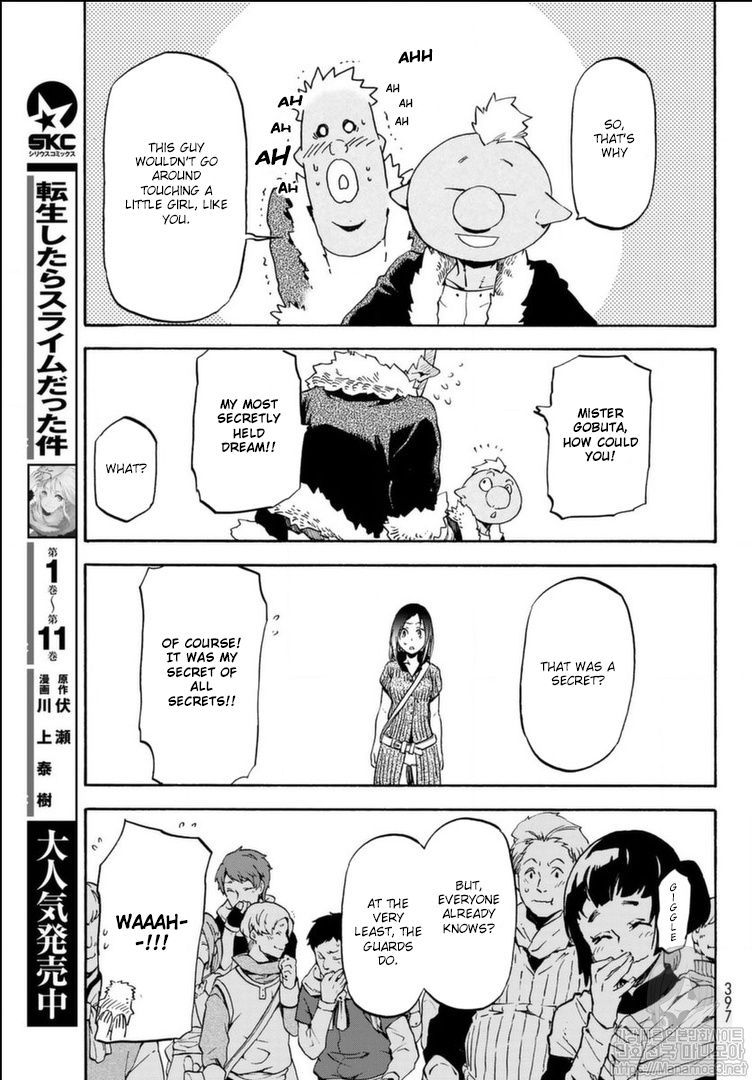 SO,
THAT'S
WHY
AHH
AH
AH
AH
AH
AH
AH
THIS GUY
WOULDN'T GO
AROUND
TOUCHING A
LITTLE GIRL, LIKE
YOU.
MISTER
GOBUTA,
HOW COULD
YOU!
MY MOST
SECRETLY
HELD
DREAM!!
WHAT?
THAT WAS A
SECRET?
OF COURSE!
IT WAS MY
SECRET OF
ALL
SECRETS!!
GIGGLE
BUT,
EVERYONE
ALREADY
KNOWS?
AT THE
VERY
LEAST, THE
GUARDS
DO.
WAAAH-
-!!!
397
SKC
シリウスコミックス
転生したらスライムだった件
第1巻～第11巻
原作 伏瀬
漫画 川上泰樹
大人気発売中
https://Manamoa3.net